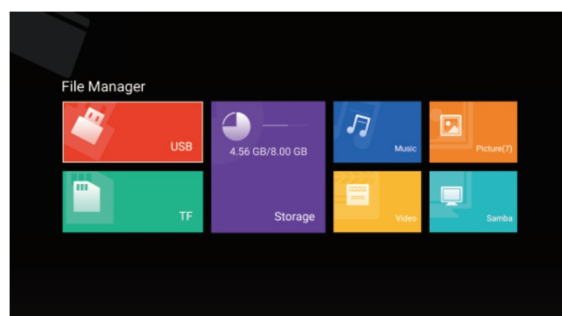 File Manager
USB
4.56 GB/8.00 GB
Music
Picture(7)
TF
Storage
Video
Samba